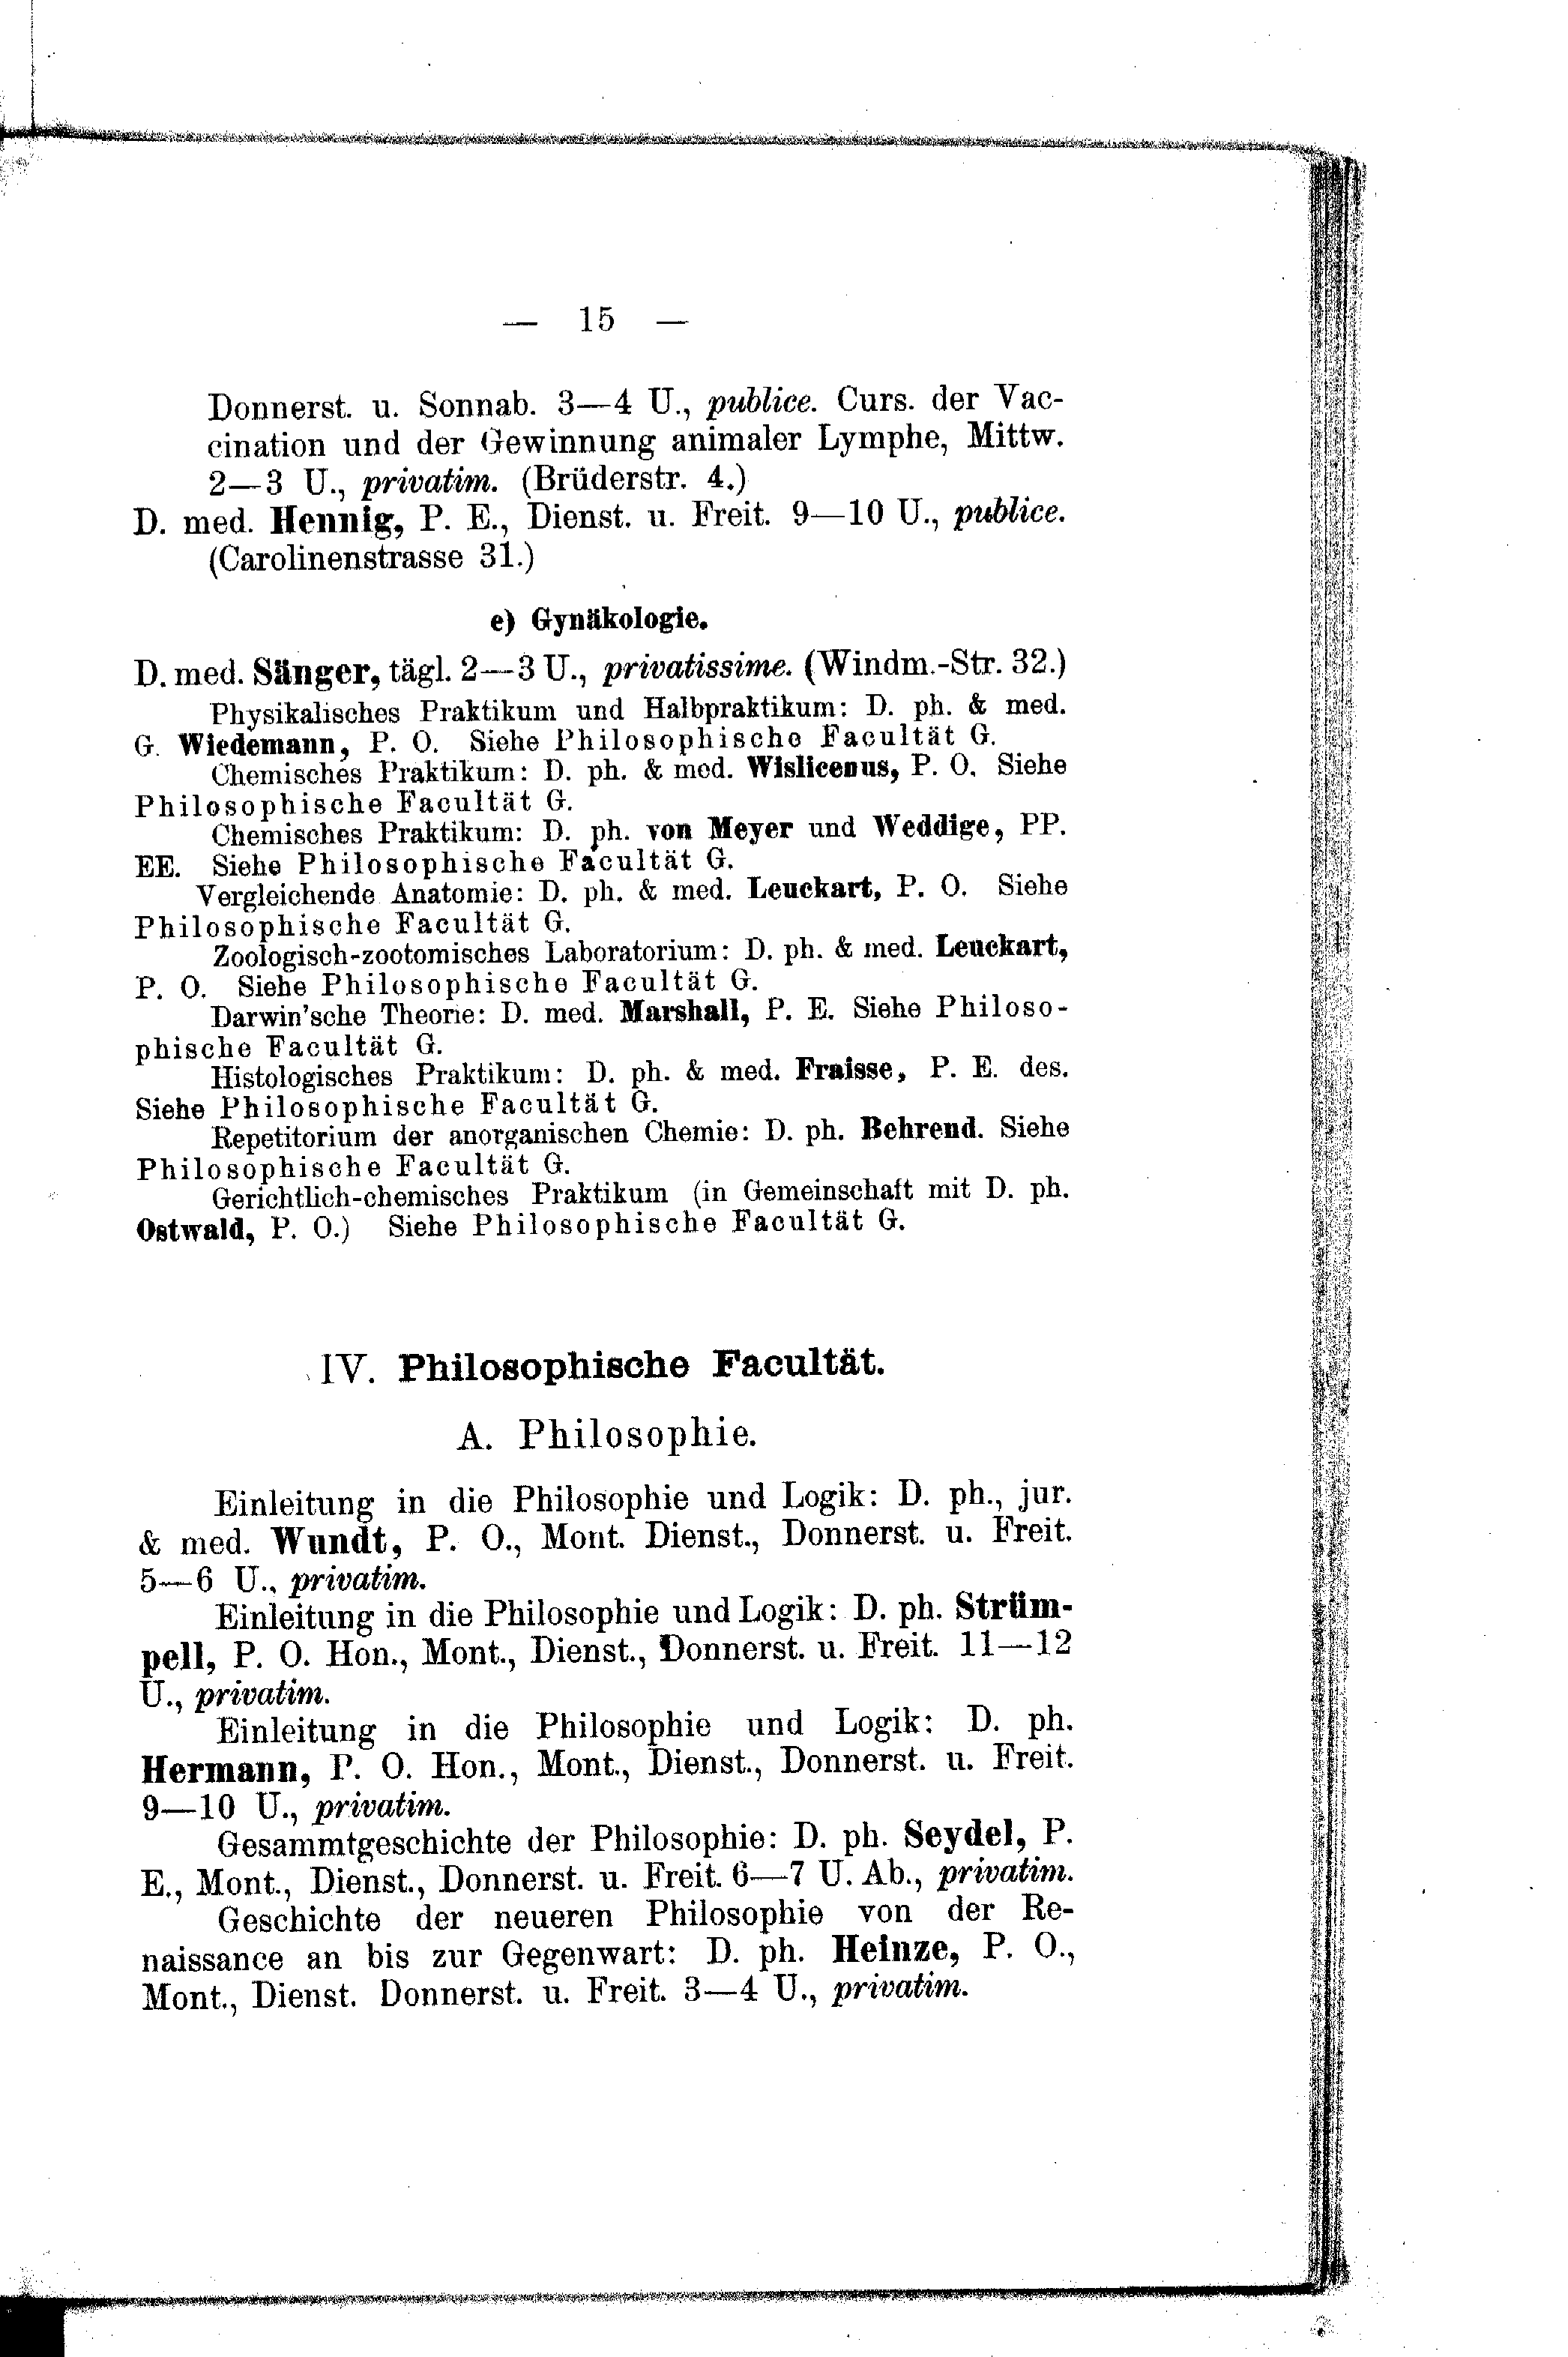 — 15 —
Donnerst. u. Sonnab. 3—4 U., publice. Curs. der Vac-
cination und der Gewinnung animaler Lymphe, Mittw.
2—3 U., privatim. (Brüderstr. 4.)
D. med. Hennig, P. E., Dienst. u. Freit. 9—10 U., publice.
(Carolinenstrasse 31.)
e) Gynäkologie.
D. med. Sänger, tägl. 2—3 U., privatissime. (Windm.-Str. 32.)
Physikalisches Praktikum und Halbpraktikum: D. ph. & med.
G. Wiedemann, P. O. Siehe Philosophische Facultät G.
Chemisches Praktikum: D. ph. & med. Wislicenus, P. O. Siehe
Philosophische Facultät G.
Chemisches Praktikum: D. ph. von Meyer und Weddige, PP.
EE. Siehe Philosophische Facultät G.
Vergleichende Anatomie: D. ph. & med. Leuckart, P. O. Siehe
Philosophische Facultät G.
Zoologisch-zootomisches Laboratorium: D. ph. & med. Leuckart,
P. O. Siehe Philosophische Facultät G.
Darwin'sche Theorie: D. med. Marshall, P. E. Siehe Philoso-
phische Facultät G.
Histologisches Praktikum: D. ph. & med. Fraisse, P. E. des.
Siehe Philosophische Facultät G.
Repetitorium der anorganischen Chemie: D. ph. Behrend. Siehe
Philosophische Facultät G.
Gerichtlich-chemisches Praktikum (in Gemeinschaft mit D. ph.
Ostwald, P. O.) Siehe Philosophische Facultät G.
IV. Philosophische Facultät.
A. Philosophie.
Einleitung in die Philosophie und Logik: D. ph., jur.
& med. Wundt, P. O., Mont. Dienst., Donnerst. u. Freit.
5—6 U., privatim.
Einleitung in die Philosophie und Logik: D. ph. Strüm-
pell, P. O. Hon., Mont., Dienst., Donnerst. u. Freit. 11—12
U., privatim.
Einleitung in die Philosophie und Logik: D. ph.
Hermann, P. O. Hon., Mont., Dienst., Donnerst. u. Freit.
9—10 U., privatim.
Gesammtgeschichte der Philosophie: D. ph. Seydel, P.
E., Mont., Dienst., Donnerst. u. Freit. 6—7 U. Ab., privatim.
Geschichte der neueren Philosophie von der Re-
naissance an bis zur Gegenwart: D. ph. Heinze, P. O.,
Mont., Dienst. Donnerst. u. Freit. 3—4 U., privatim.